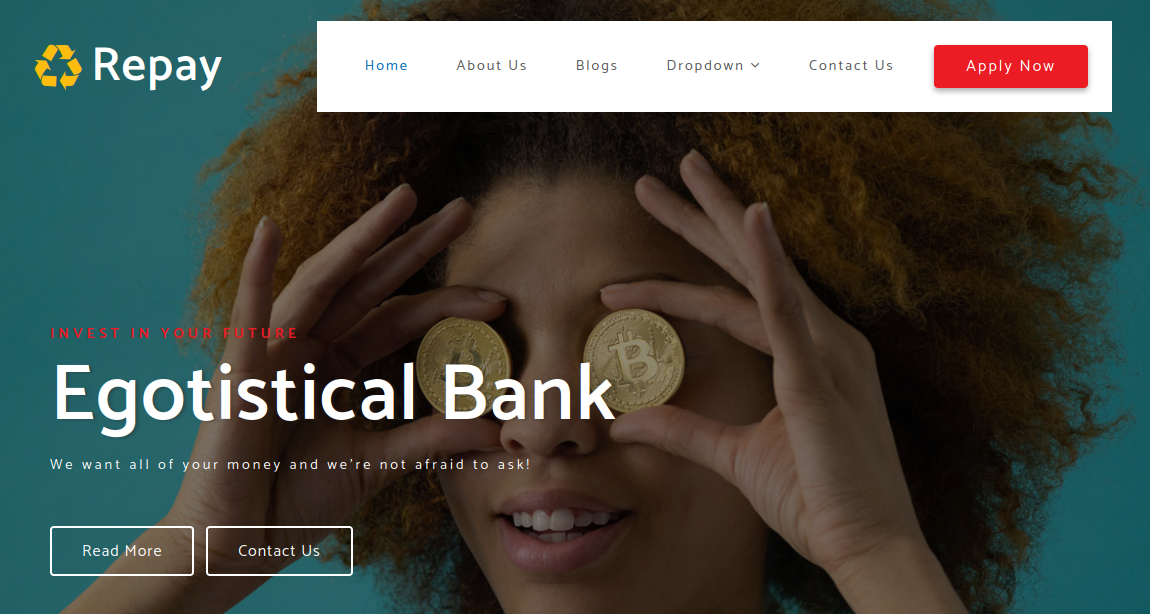 Repay
Home About Us Blogs Dropdown Contact Us Apply Now
INVEST IN YOUR FUTURE
Egotistical Bank
We want all of your money and we're not afraid to ask!
Read More Contact Us